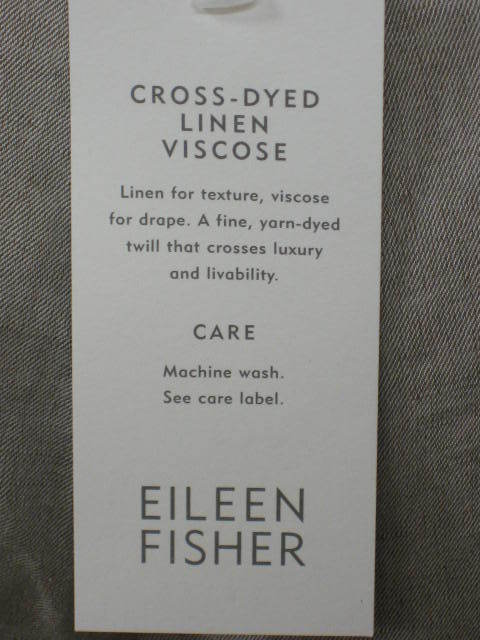 CROSS-DYED
LINEN
VISCOSE
Linen for texture, viscose
for drape. A fine, yarn-dyed
twill that crosses luxury
and livability.
CARE
Machine wash.
See care label.
EILEEN
FISHER